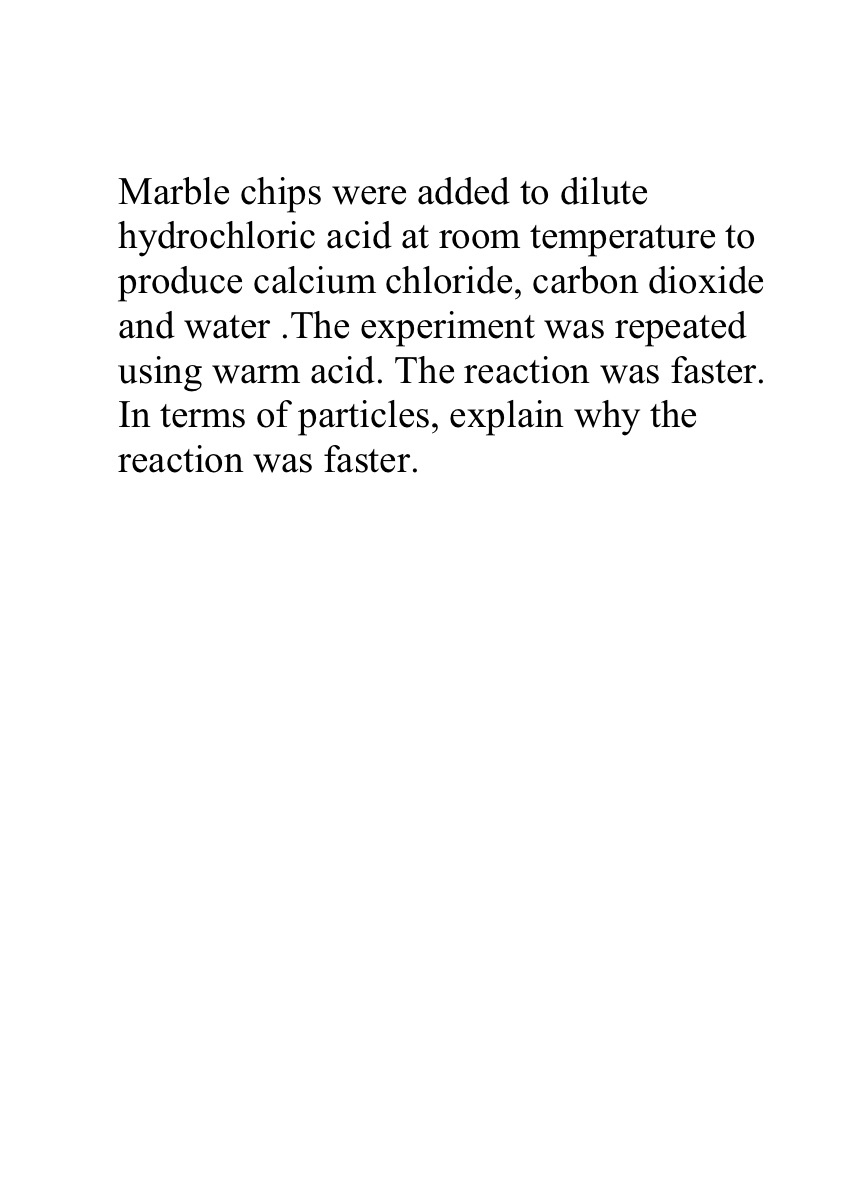 Marble chips were added to dilute
hydrochloric acid at room temperature to
produce calcium chloride, carbon dioxide
and water .The experiment was repeated
using warm acid. The reaction was faster.
In terms of particles, explain why the
reaction was faster.